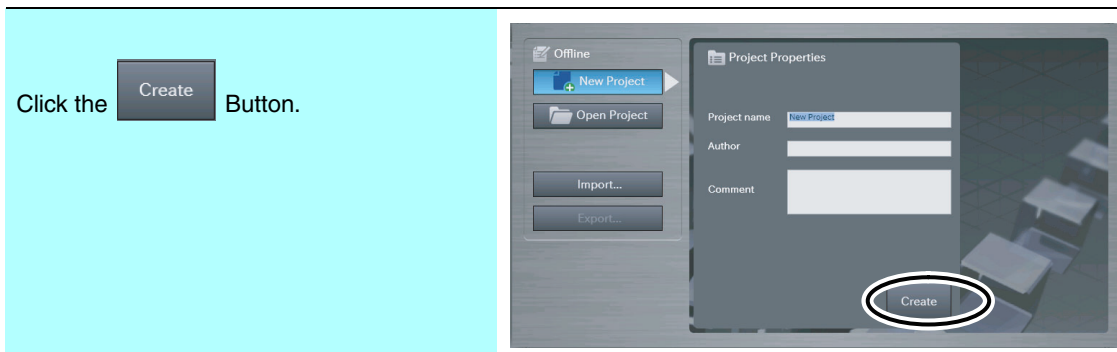 Click the Create Button.
Offline
New Project
Open Project
Import...
Export...
Project Properties
Project name New Project
Author
Comment
Create